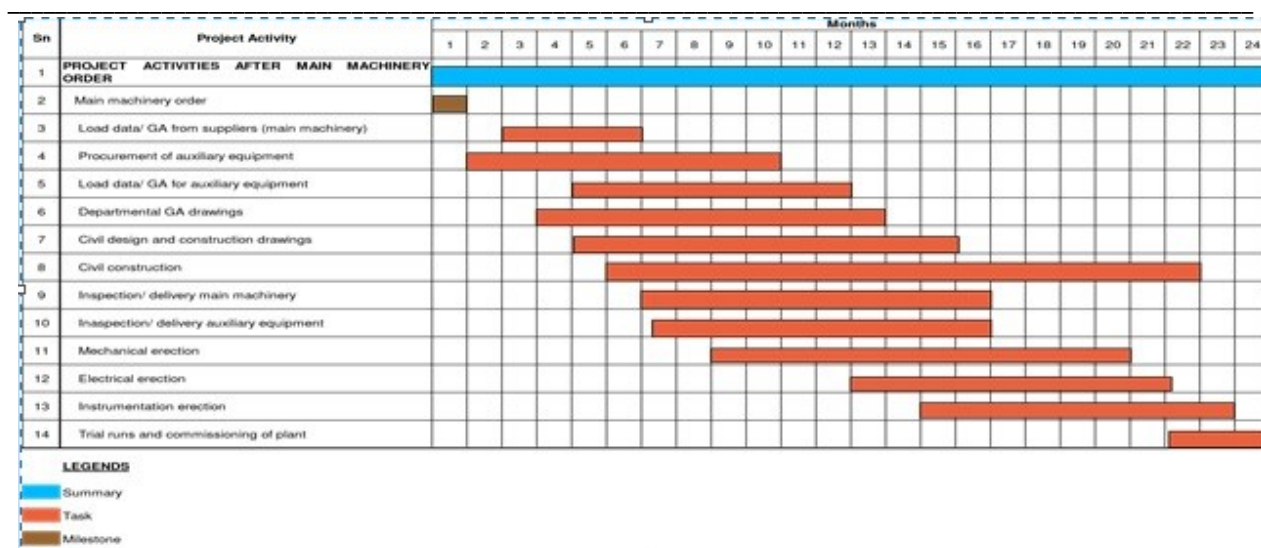 Months
Sn Project Activity 1 2 3 4 5 6 7 8 9 10 11 12 13 14 15 16 17 18 19 20 21 22 23 24
1 PROJECT ACTIVITIES AFTER MAIN MACHINERY
ORDER
2 Main machinery order
3 Load data/ GA from suppliers (main machinery)
4 Procurement of auxiliary equipment
5 Load data/ GA for auxiliary equipment
6 Departmental GA drawings
7 Civil design and construction drawings
8 Civil construction
9 Inspection/ delivery main machinery
10 Inaspection/ delivery auxiliary equipment
11 Mechanical erection
12 Electrical erection
13 Instrumentation erection
14 Trial runs and commissioning of plant
LEGENDS
Summary
Task
Milestone